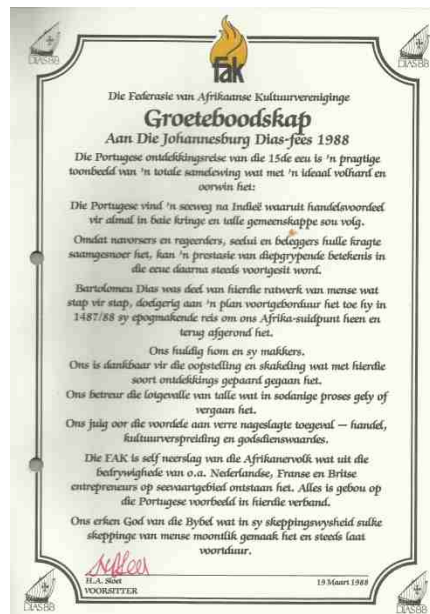 DIAS 88
DIAS 88
fak
Die Federasie van Afrikaanse Kultuurvereniginge
Groeteboodskap
Aan Die Johannesburg Dias-fees 1988
Die Portugese ontdekkingsreise van die 15de eeu is 'n pragtige
toonbeeld van 'n totale samelewing wat met 'n ideaal volhard en
oorwin het:
Die Portugese vind 'n seeweg na Indieë waaruit handelsvoordeel
vir almal in baie kringe en talle gemeenskappe sou volg.
Omdat navorsers en regeerders, seelui en beleggers hulle kragte
saamgesnoer het, kan 'n prestasie van diepgrypende betekenis in
die eeue daarna steeds voortgesit word.
Bartolomeu Dias was deel van hierdie ratwerk van mense wat
stap vir stap, doelgerig aan 'n plan voortgeborduur het toe hy in
1487/88 sy epogmakende reis om ons Afrika-suidpunt heen en
terug afgerond het.
Ons huldig hom en sy makkers.
Ons is dankbaar vir die oopstelling en skakeling wat met hierdie
soort ontdekkings gepaard gegaan het.
Ons betreur die lotgevalle van talle wat in sodanige proses gely of
vergaan het.
Ons juig oor die voordele aan verre nageslagte toegeval — handel,
kultuurverspreiding en godsdienswaardes.
Die FAK is self neerslag van die Afrikanervolk wat uit die
bedrywighede van o.a. Nederlandse, Franse en Britse
entrepreneurs op seevaartgebied ontstaan het. Alles is gebou op
die Portugese voorbeeld in hierdie verband.
Ons erken God van die Bybel wat in sy skeppingswysheid sulke
skeppinge van mense moontlik gemaak het en steeds laat
voortduur.
H.A. Sloet
19 Maart 1988
VOORSITTER
DIAS 88
DIAS 88